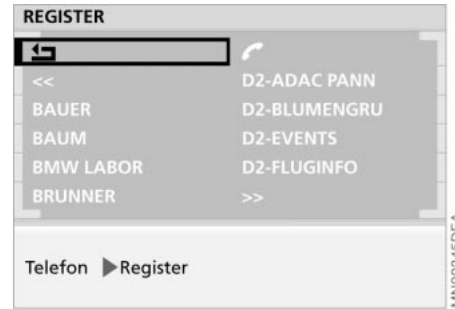 REGISTER
<<
BAUER
BAUM
BMW LABOR
BRUNNER
D2-ADAC PANN
D2-BLUMENGRU
D2-EVENTS
D2-FLUGINFO
>>
Telefon ▶Register